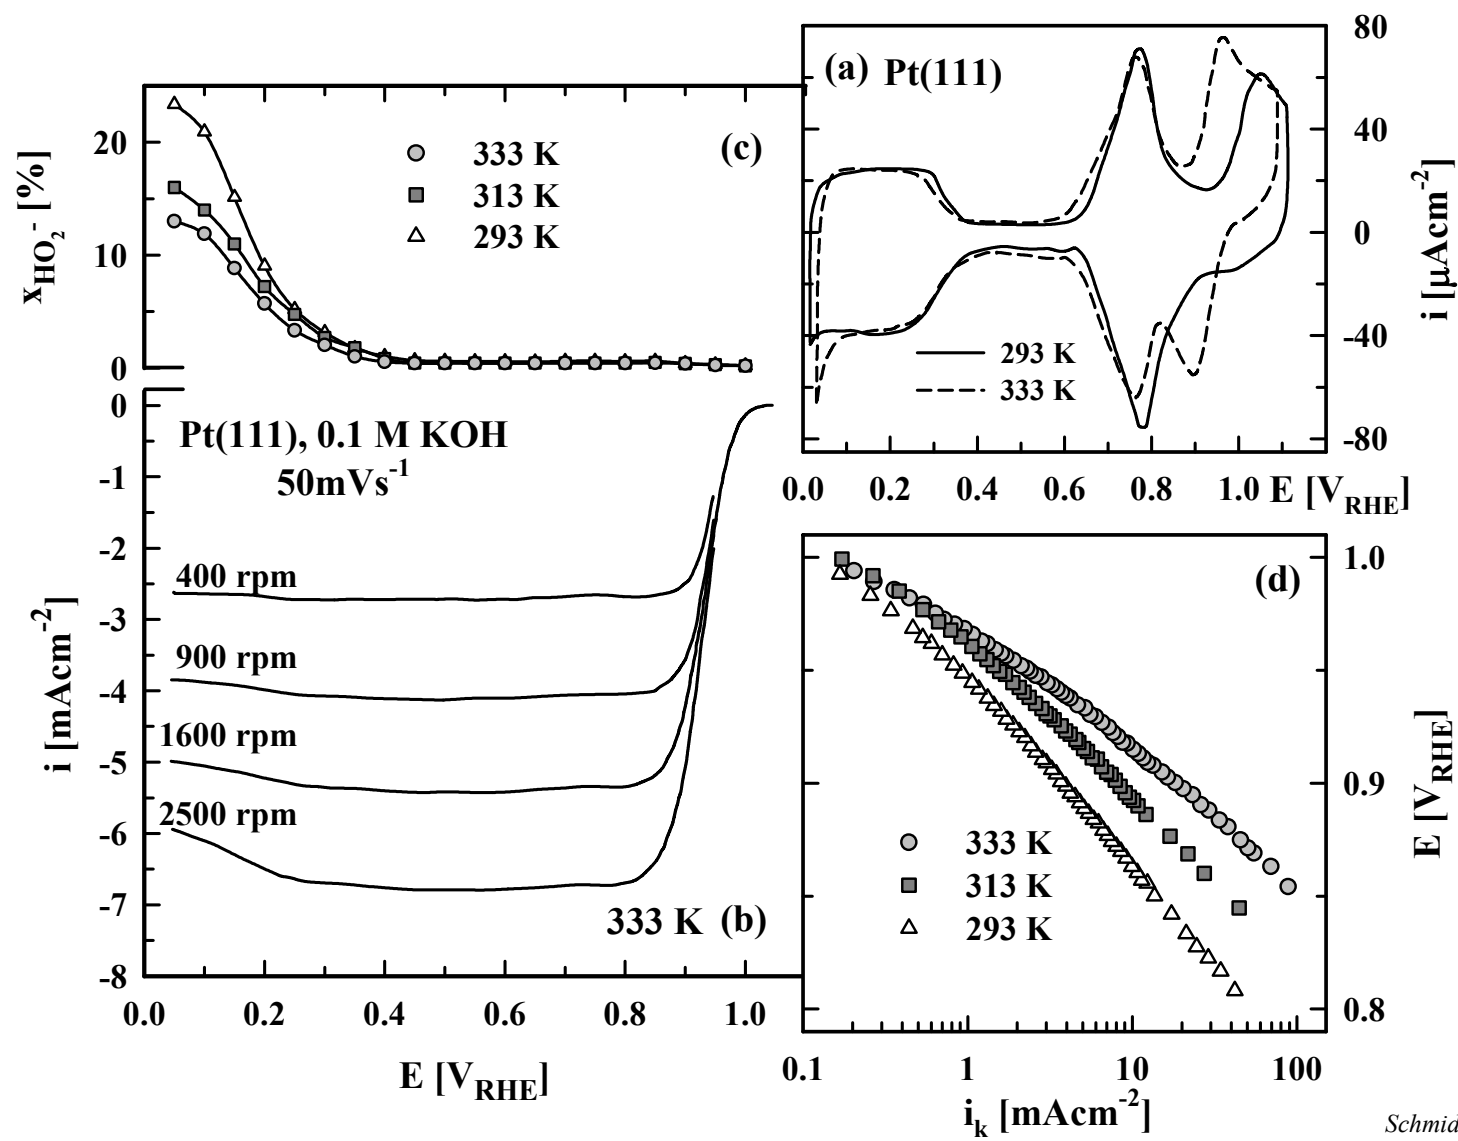 (a) Pt(111)
80
40
0
-40
-80
i [μAcm⁻²]
293 K
333 K
0.0 0.2 0.4 0.6 0.8 1.0 E [V_RHE]
(c)
333 K
313 K
293 K
20
10
0
x_HO₂⁻ [%]
Pt(111), 0.1 M KOH
50mVs⁻¹
0
-1
-2
-3
-4
-5
-6
-7
-8
i [mAcm⁻²]
400 rpm
900 rpm
1600 rpm
2500 rpm
333 K (b)
0.0 0.2 0.4 0.6 0.8 1.0
E [V_RHE]
(d)
1.0
0.9
0.8
E [V_RHE]
333 K
313 K
293 K
0.1 1 10 100
i_k [mAcm⁻²]
Schmid